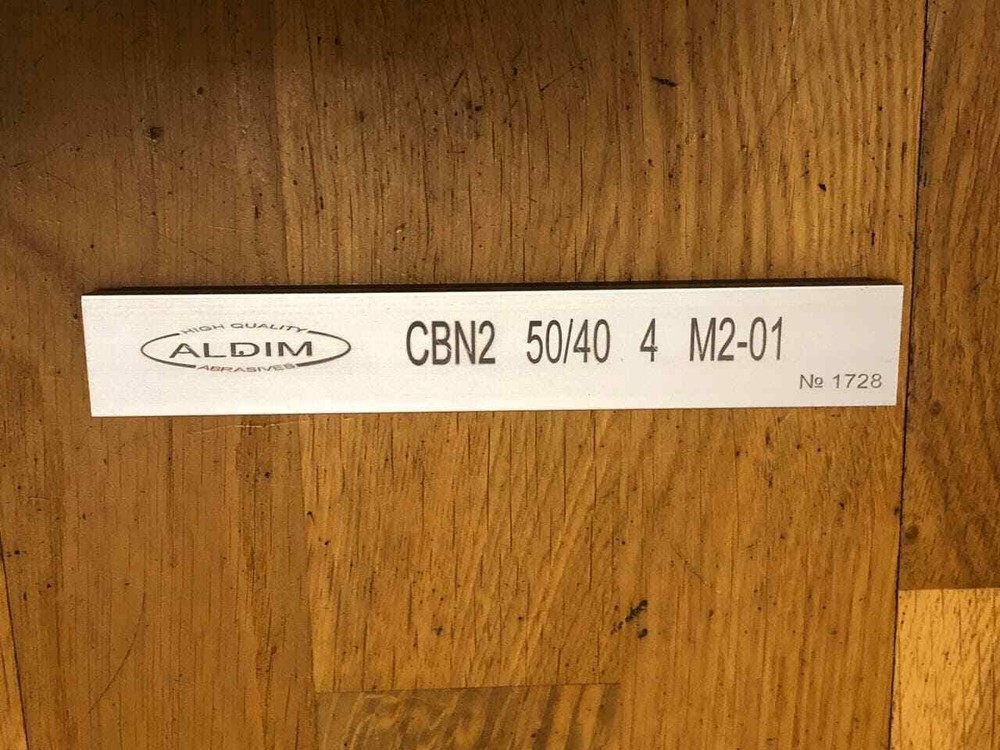 HIGH QUALITY
ALDIM
ABRASIVES
CBN2 50/40 4 M2-01
№ 1728